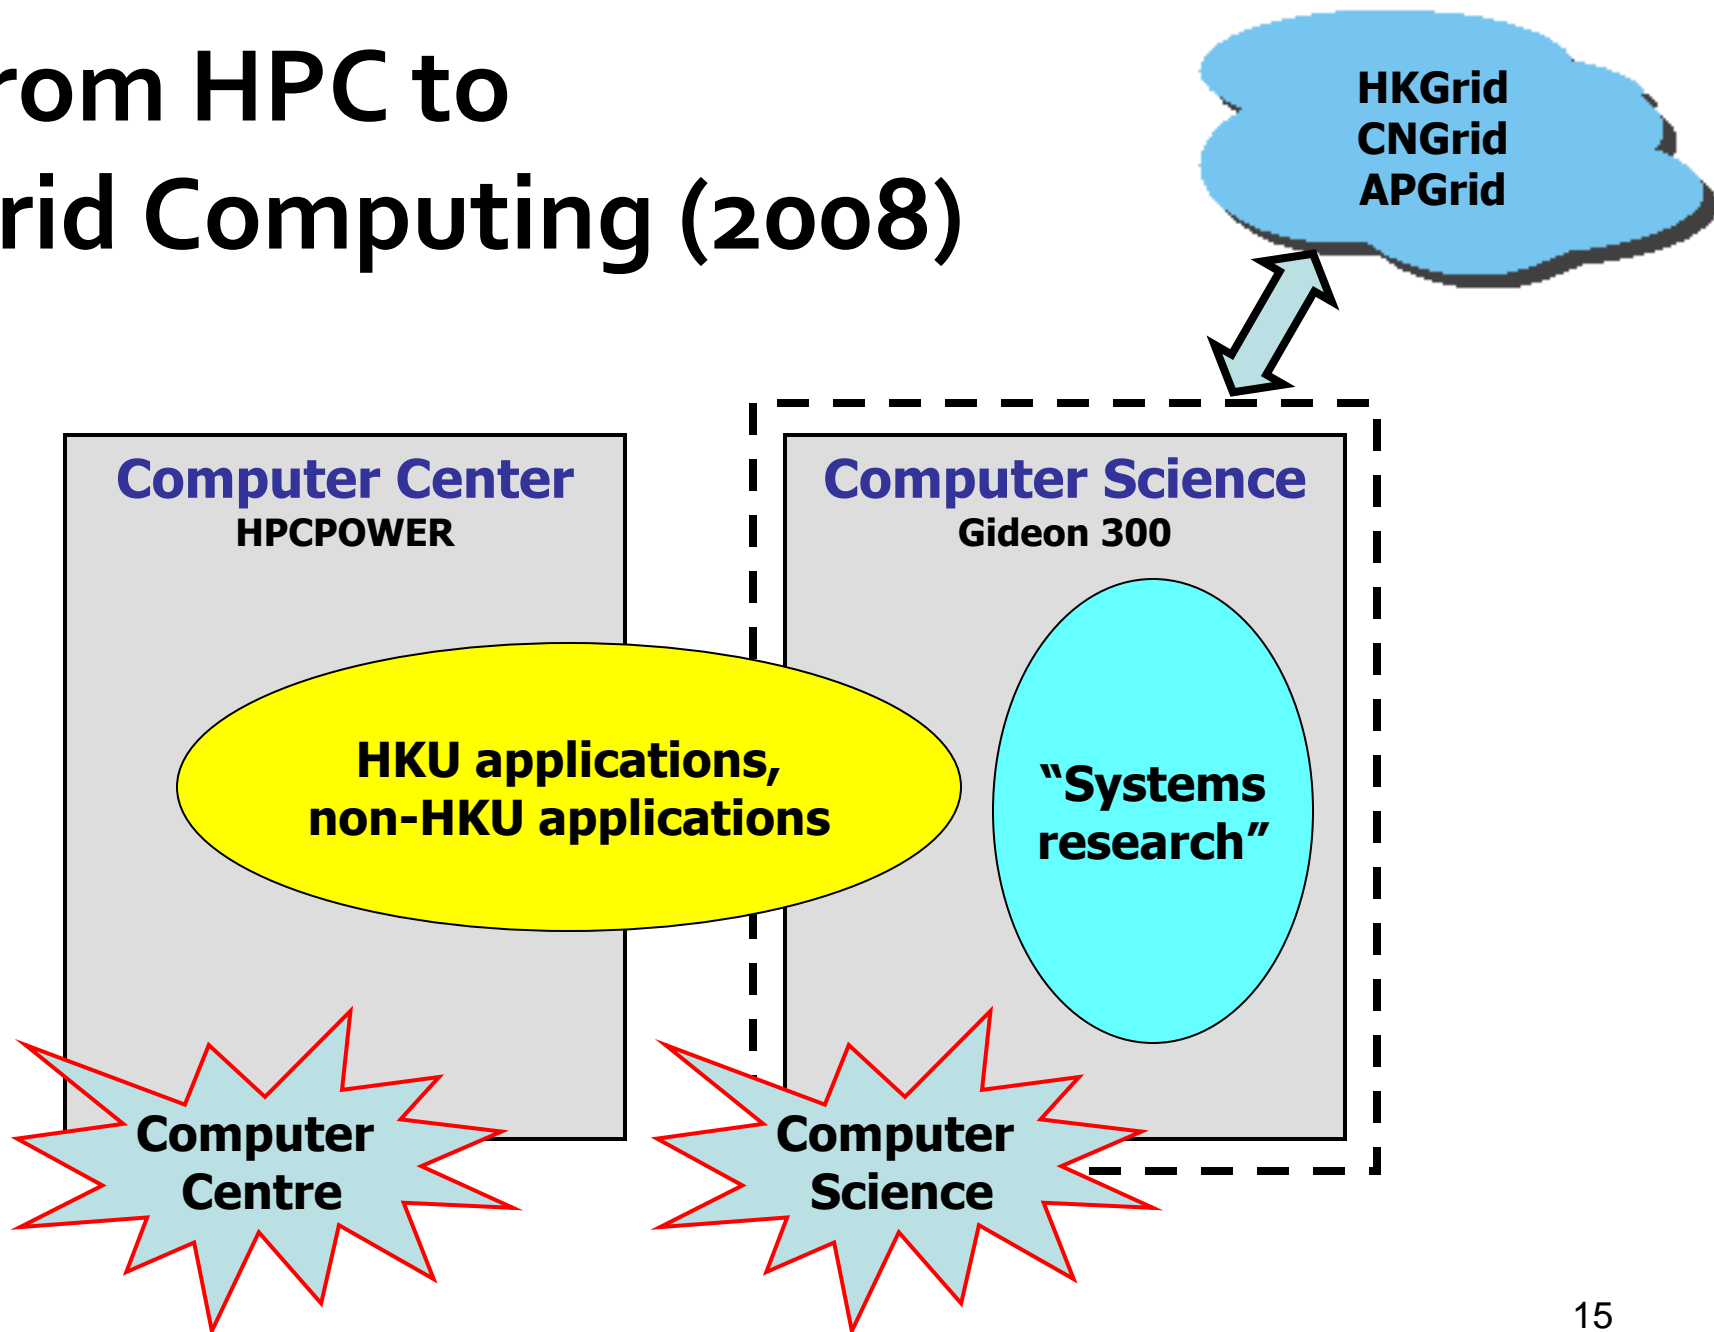 rom HPC to
rid Computing (2008)
HKGrid
CNGrid
APGrid
Computer Center
HPCPOWER
Computer Science
Gideon 300
HKU applications,
non-HKU applications
“Systems
research”
Computer
Centre
Computer
Science
15